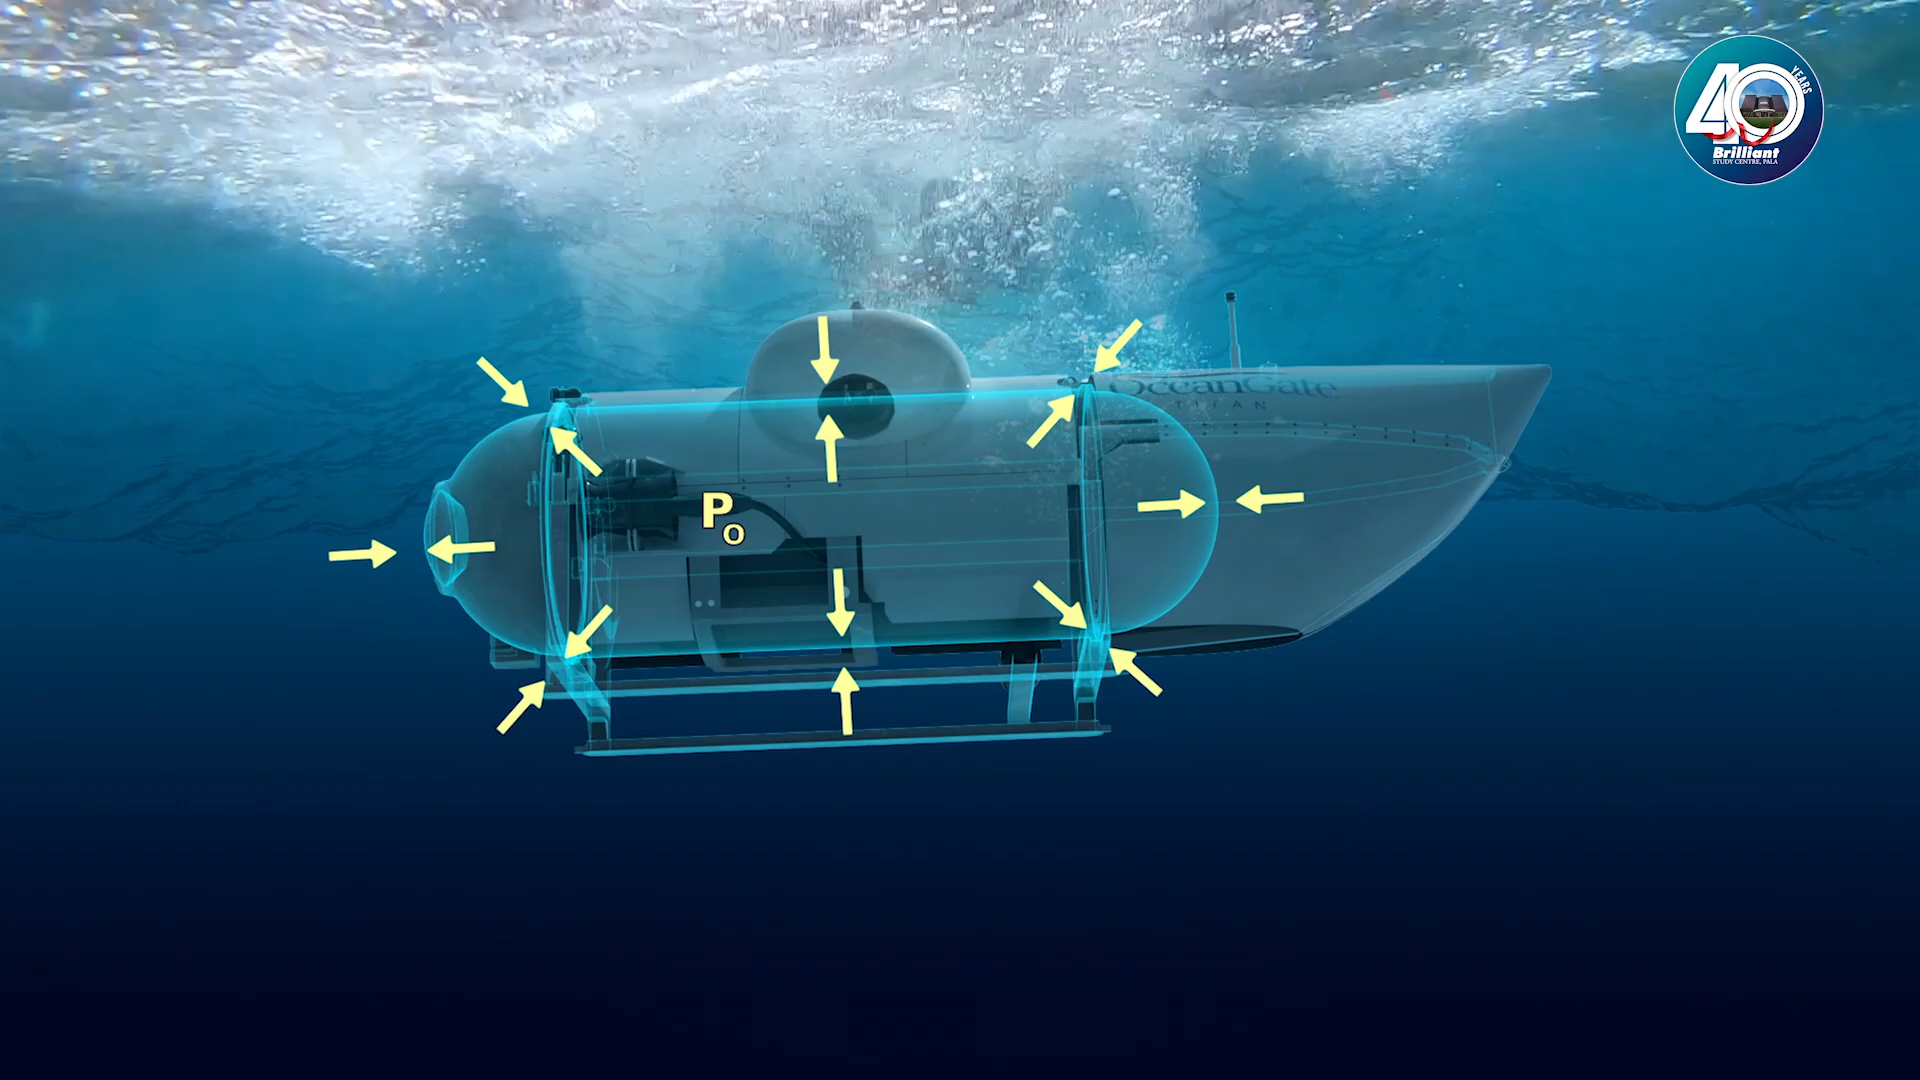 40
YEARS
Brilliant
STUDY CENTRE, PALA
OceanGate
TITAN
P
O